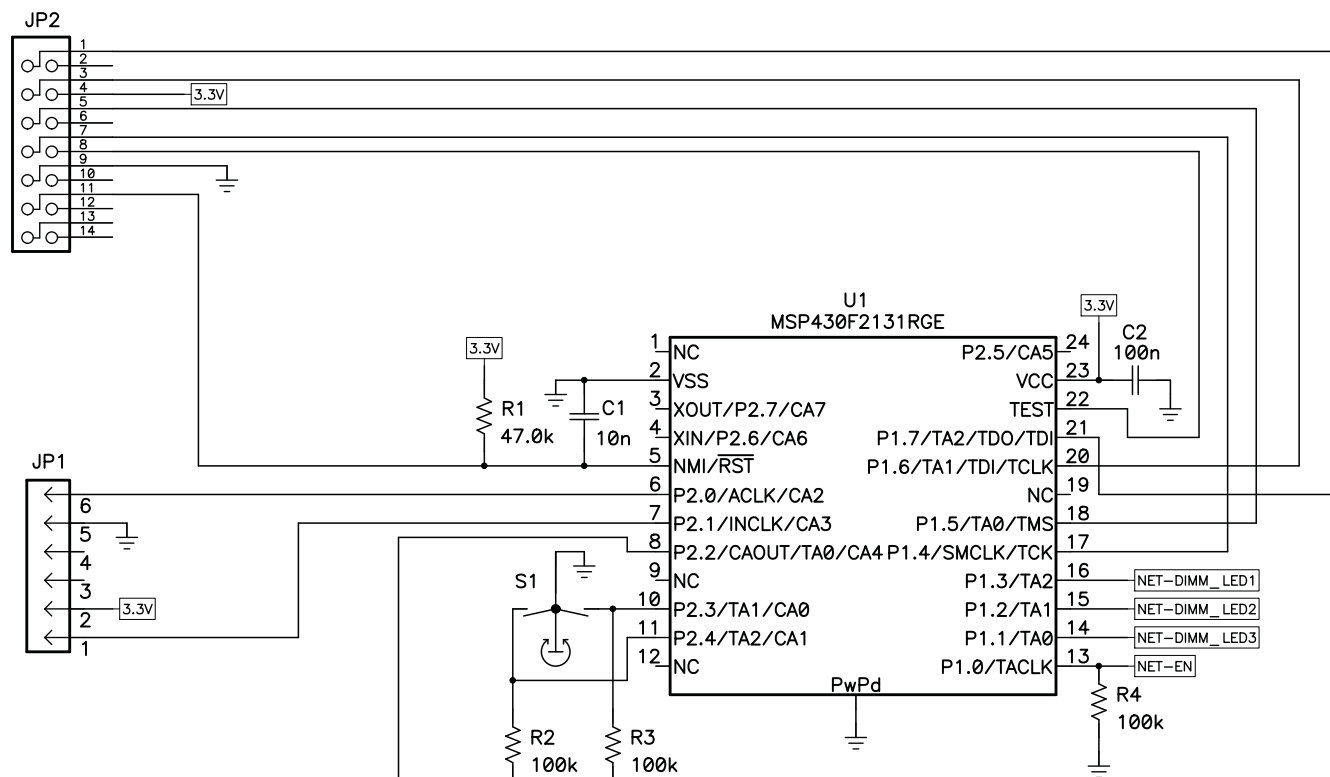 JP2
1
2
3
4
3.3V
5
6
7
8
9
10
11
12
13
14
U1
MSP430F2131RGE
3.3V
C2
100n
3.3V
R1
47.0k
C1
10n
1 NC
2 VSS
3 XOUT/P2.7/CA7
4 XIN/P2.6/CA6
5 NMI/RST
6 P2.0/ACLK/CA2
7 P2.1/INCLK/CA3
8 P2.2/CAOUT/TA0/CA4
9 NC
10 P2.3/TA1/CA0
11 P2.4/TA2/CA1
12 NC
P2.5/CA5 24
VCC 23
TEST 22
P1.7/TA2/TDO/TDI 21
P1.6/TA1/TDI/TCLK 20
NC 19
P1.5/TA0/TMS 18
P1.4/SMCLK/TCK 17
P1.3/TA2 16 NET-DIMM_LED1
P1.2/TA1 15 NET-DIMM_LED2
P1.1/TA0 14 NET-DIMM_LED3
P1.0/TACLK 13 NET-EN
PwPd
JP1
6
5
4
3
3.3V
2
1
S1
R2
100k
R3
100k
R4
100k